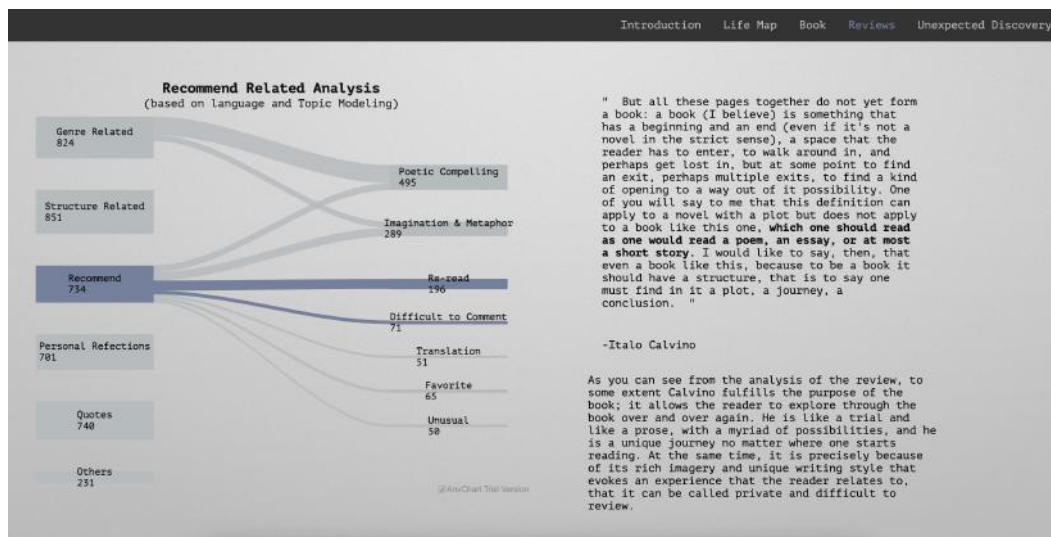 Introduction Life Map Book Reviews Unexpected Discovery
Recommend Related Analysis
(based on language and Topic Modeling)
Genre Related
824
Structure Related
851
Recommend
734
Personal Refections
701
Quotes
740
Others
231
Poetic Compelling
495
Imagination & Metaphor
289
Re-read
196
Difficult to Comment
71
Translation
51
Favorite
65
Unusual
50
AnyChart Trial Version
" But all these pages together do not yet form
a book: a book (I believe) is something that
has a beginning and an end (even if it's not a
novel in the strict sense), a space that the
reader has to enter, to walk around in, and
perhaps get lost in, but at some point to find
an exit, perhaps multiple exits, to find a kind
of opening to a way out of it possibility. One
of you will say to me that this definition can
apply to a novel with a plot but does not apply
to a book like this one, which one should read
as one would read a poem, an essay, or at most
a short story. I would like to say, then, that
even a book like this, because to be a book it
should have a structure, that is to say one
must find in it a plot, a journey, a
conclusion. "
-Italo Calvino
As you can see from the analysis of the review, to
some extent Calvino fulfills the purpose of the
book; it allows the reader to explore through the
book over and over again. He is like a trial and
like a prose, with a myriad of possibilities, and he
is a unique journey no matter where one starts
reading. At the same time, it is precisely because
of its rich imagery and unique writing style that
evokes an experience that the reader relates to,
that it can be called private and difficult to
review.